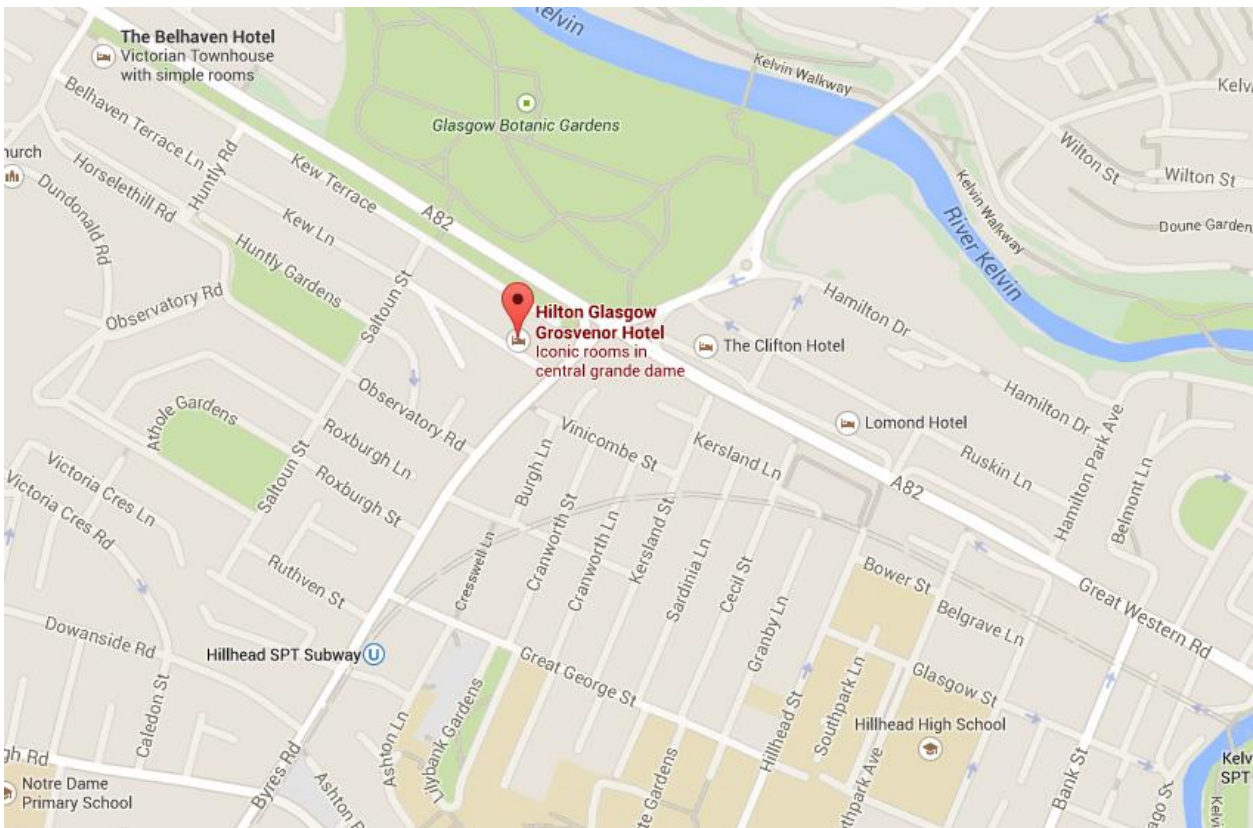 Kelvin
The Belhaven Hotel
Victorian Townhouse
with simple rooms
Kelvin Walkway
Glasgow Botanic Gardens
Belhaven Terrace Ln
Wilton St
Wilton St
Huntly Rd
Kew Terrace
Horselethill Rd
Dundonald Rd
Kelvin Walkway
A82
Kew Ln
River Kelvin
Doune Garden
Huntly Gardens
Saltoun St
Observatory Rd
Hamilton Dr
Hilton Glasgow
Grosvenor Hotel
Iconic rooms in
central grande dame
The Clifton Hotel
Observatory Rd
Athole Gardens
Hamilton Dr
Lomond Hotel
Hamilton Park Ave
Roxburgh Ln
Vinicombe St
Kersland Ln
Ruskin Ln
Burgh Ln
Saltoun St
Victoria Cres Ln
Roxburgh St
Victoria Cres Rd
A82
Belmont Ln
Cranworth St
Cranworth Ln
Kersland St
Cresswell Ln
Sardinia Ln
Cecil St
Ruthven St
Bower St
Great Western Rd
Belgrave Ln
Granby Ln
Dowanside Rd
Hillhead SPT Subway
U
Great George St
Glasgow St
Caledon St
Lilybank Gardens
Ashton Ln
Hillhead St
Southpark Ln
Hillhead High School
Byres Rd
Bank St
Notre Dame
Primary School